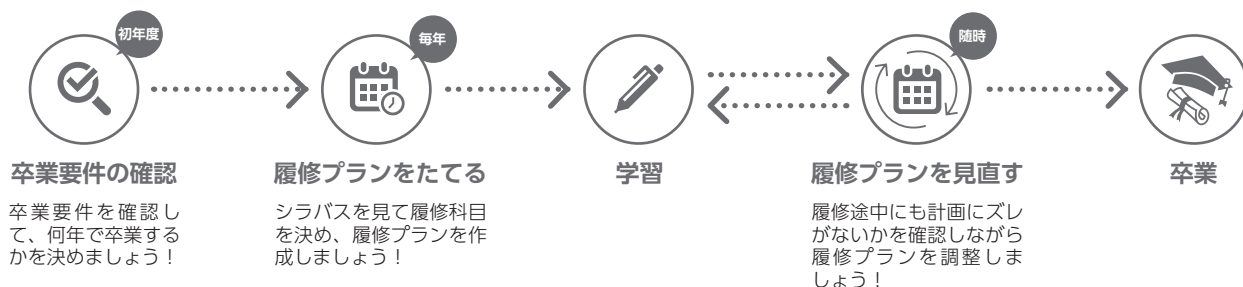 初年度
卒業要件の確認
卒業要件を確認し
て、何年で卒業する
かを決めましょう！
毎年
履修プランをたてる
シラバスを見て履修科目
を決め、履修プランを作
成しましょう！
学習
随時
履修プランを見直す
履修途中にも計画にズレ
がないかを確認しながら
履修プランを調整しま
しょう！
卒業